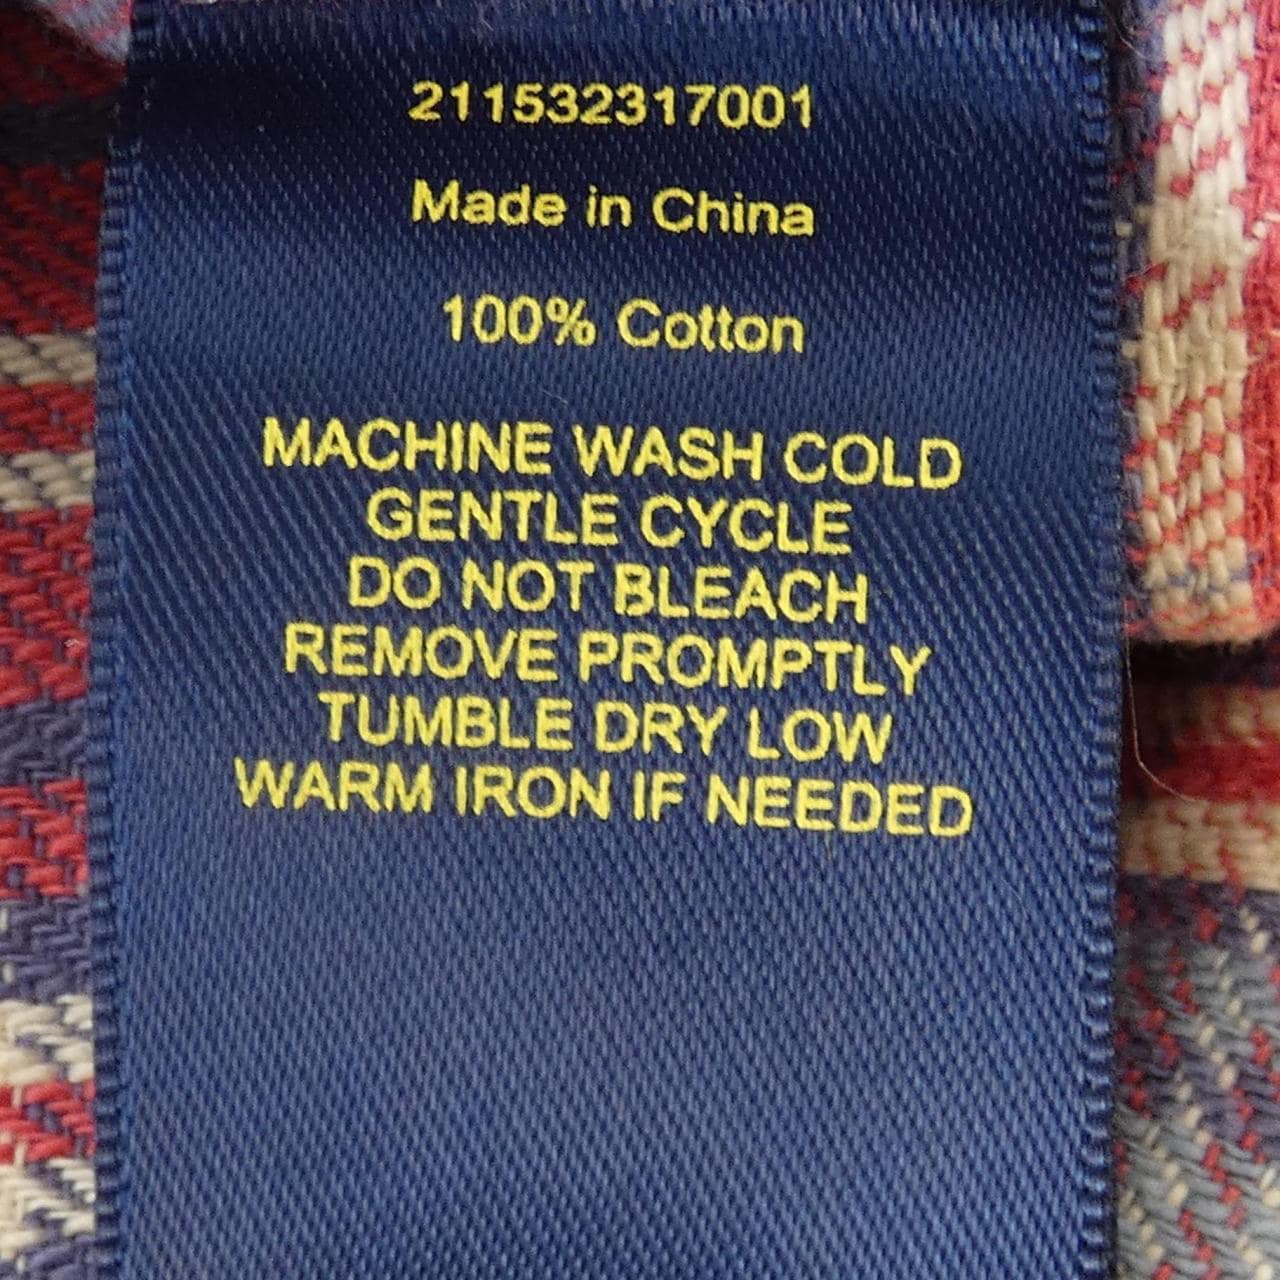 211532317001
Made in China
100% Cotton
MACHINE WASH COLD
GENTLE CYCLE
DO NOT BLEACH
REMOVE PROMPTLY
TUMBLE DRY LOW
WARM IRON IF NEEDED